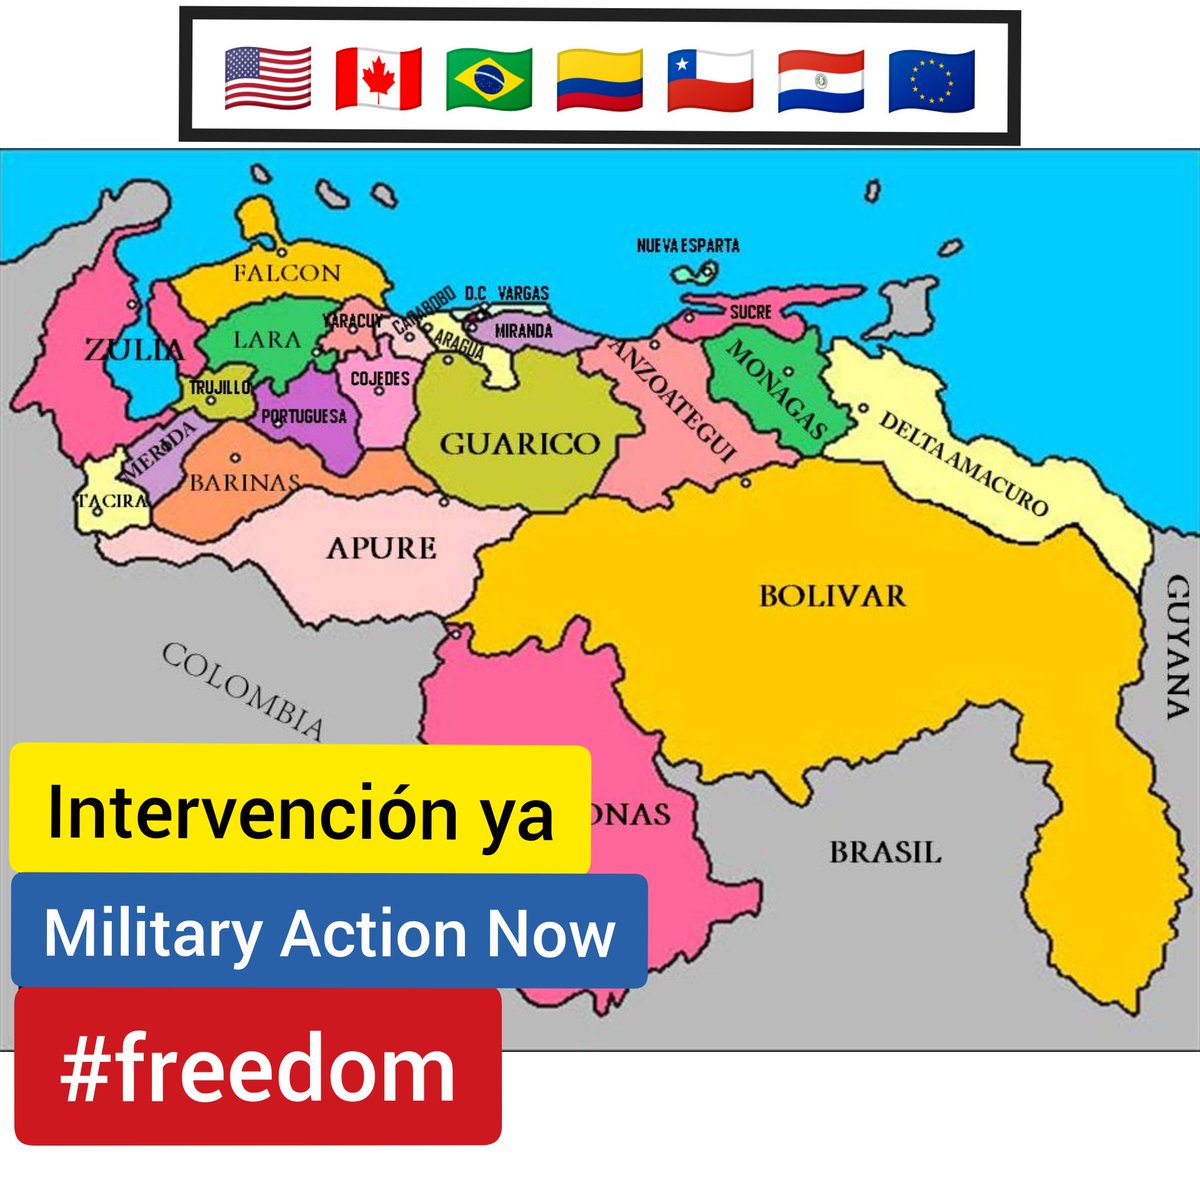 NUEVA ESPARTA
FALCON
CARABOBO
D.C
VARGAS
YARACUY
MIRANDA
SUCRE
LARA
ZULIA
ARAGUA
ANZOATEGUI
MONAGAS
TRUJILLO
COJEDES
PORTUGUESA
GUARICO
DELTA AMACURO
MERIDA
BARINAS
TACIRA
APURE
BOLIVAR
GUYANA
COLOMBIA
ONAS
BRASIL
Intervención ya
Military Action Now
#freedom